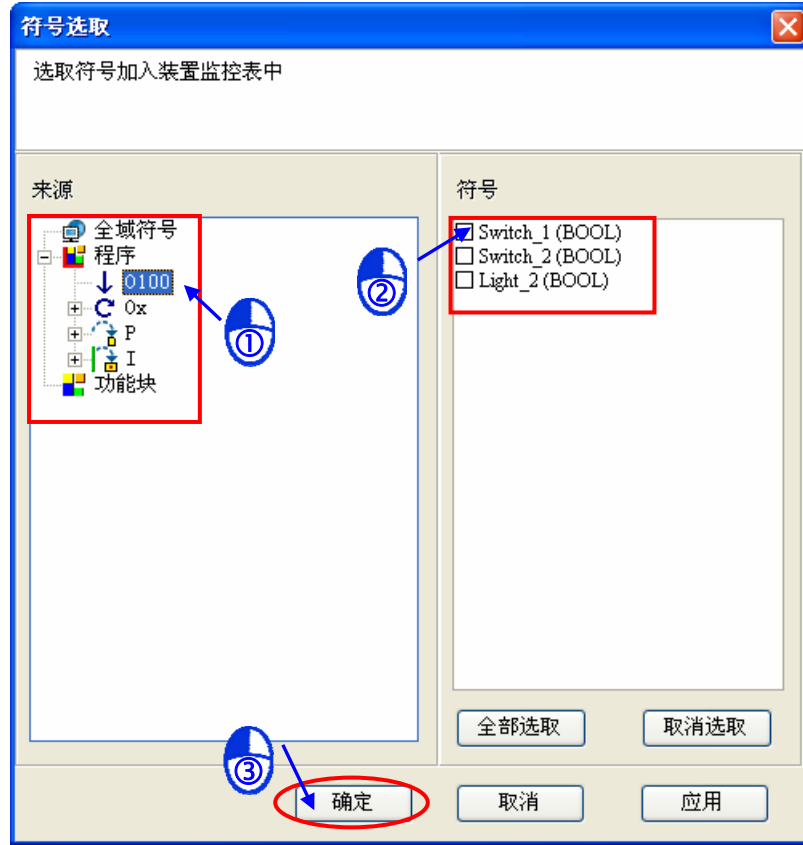 符号选取
选取符号加入装置监控表中
来源
全域符号
程序
O100
Ox
P
I
功能块
①
符号
Switch_1 (BOOL)
Switch_2 (BOOL)
Light_2 (BOOL)
②
全部选取 取消选取
③
确定 取消 应用